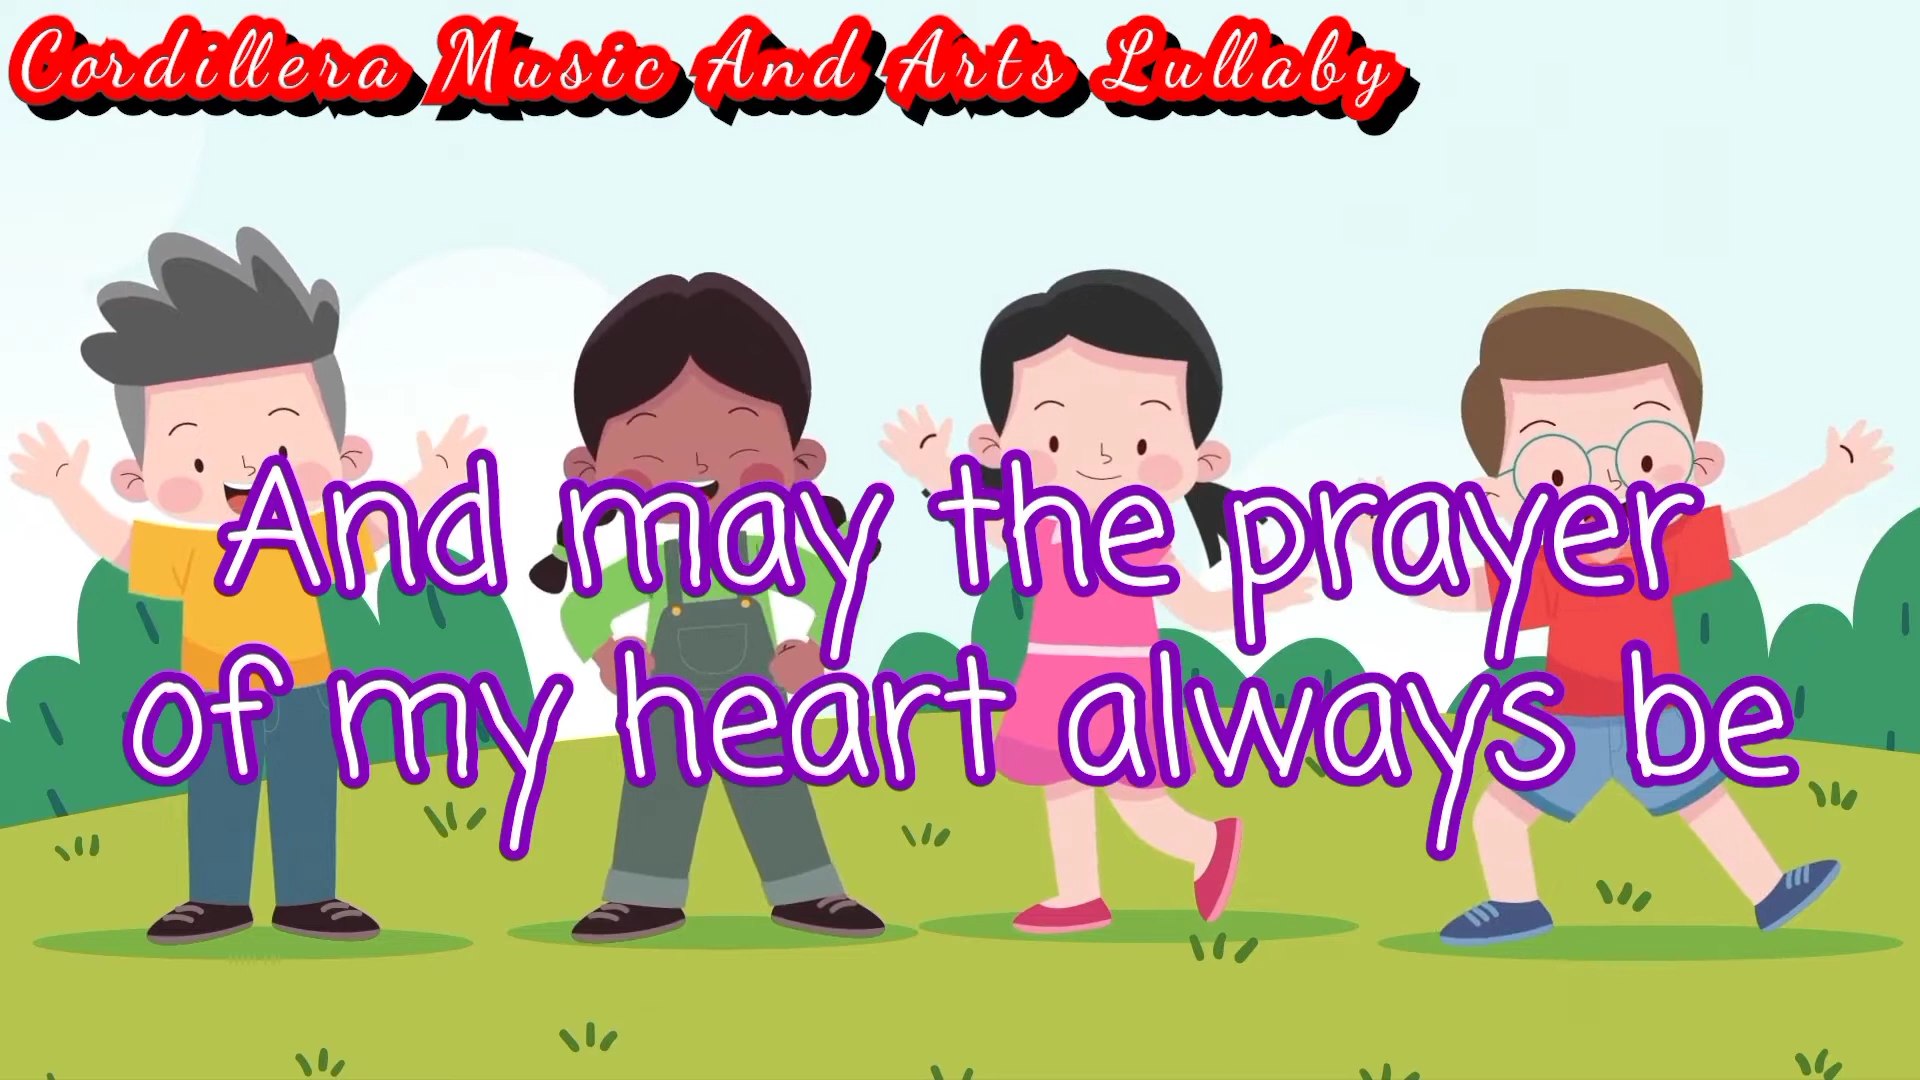 Cordillera Music And Arts Lullaby
And may the prayer
of my heart always be